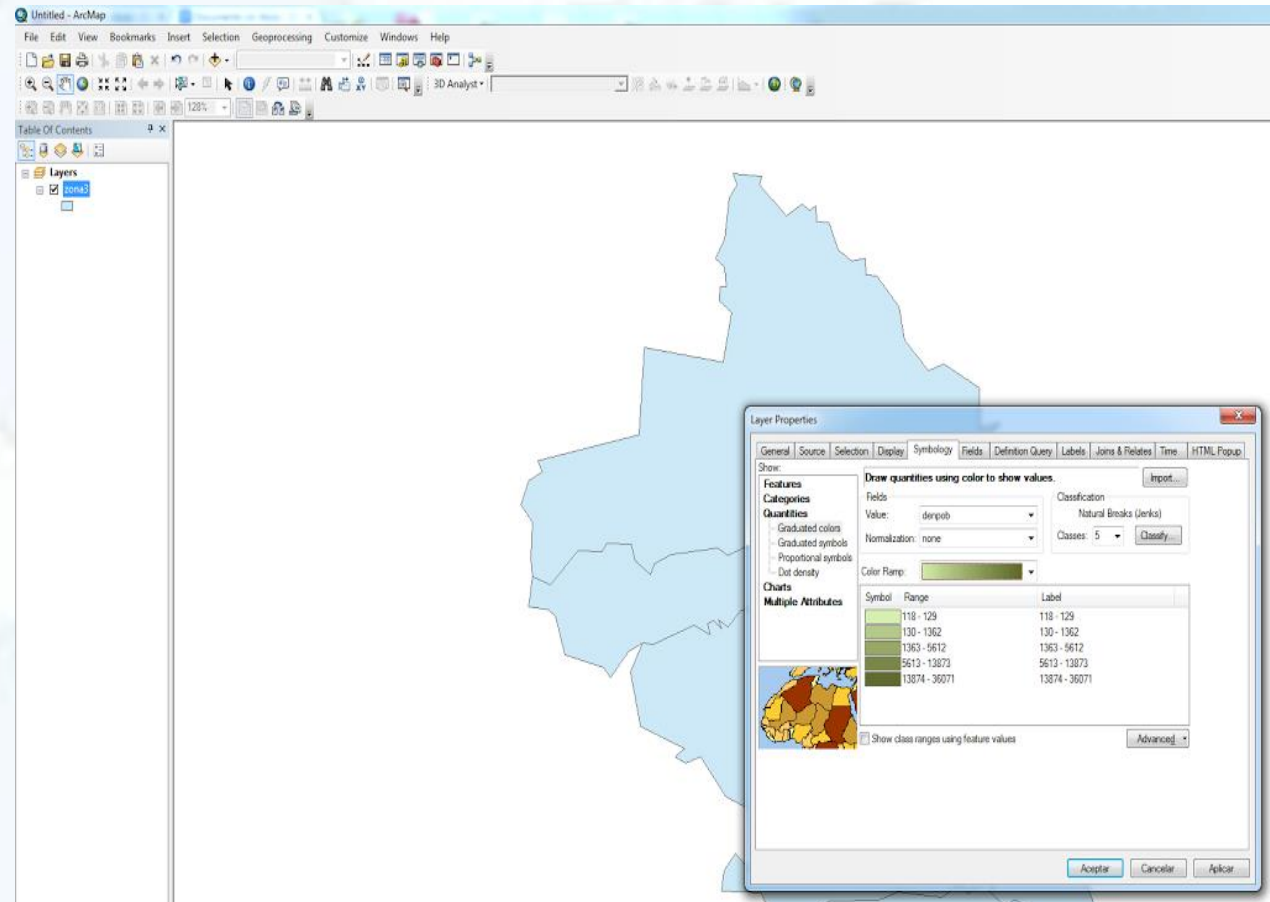 Untitled - ArcMap
File Edit View Bookmarks Insert Selection Geoprocessing Customize Windows Help
3D Analyst
128%
Table Of Contents
Layers
zona3
Layer Properties
General Source Selection Display Symbology Fields Definition Query Labels Joins & Relates Time HTML Popup
Show:
Features
Categories
Quantities
Graduated colors
Graduated symbols
Proportional symbols
Dot density
Charts
Multiple Attributes
Draw quantities using color to show values.
Import...
Fields
Value: denpob
Normalization: none
Classification
Natural Breaks (Jenks)
Classes: 5 Classify...
Color Ramp:
Symbol Range Label
118 - 129 118 - 129
130 - 1362 130 - 1362
1363 - 5612 1363 - 5612
5613 - 13873 5613 - 13873
13874 - 36071 13874 - 36071
Show class ranges using feature values
Advanced
Aceptar Cancelar Aplicar